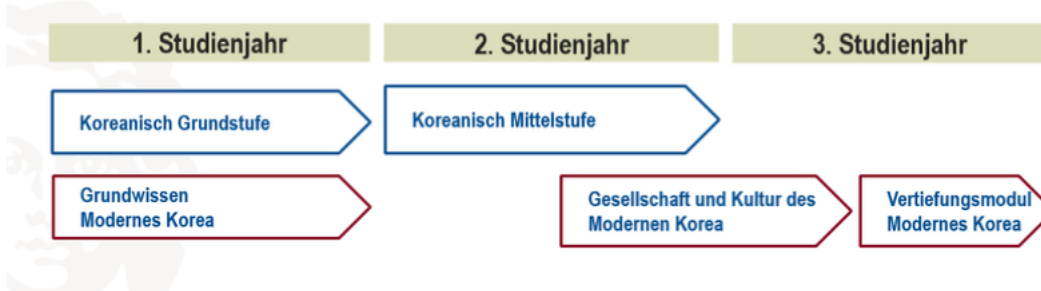 1. Studienjahr
2. Studienjahr
3. Studienjahr
Koreanisch Grundstufe
Koreanisch Mittelstufe
Grundwissen
Modernes Korea
Gesellschaft und Kultur des
Modernen Korea
Vertiefungsmodul
Modernes Korea